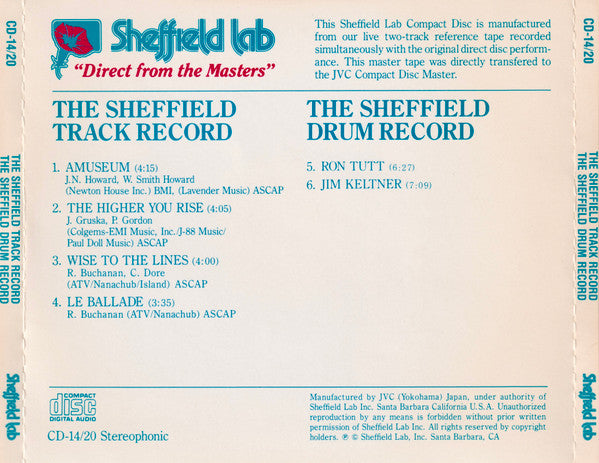 CD-14/20
THE SHEFFIELD TRACK RECORD
THE SHEFFIELD DRUM RECORD
Sheffield Lab
Sheffield Lab
"Direct from the Masters"
This Sheffield Lab Compact Disc is manufactured
from our live two-track reference tape recorded
simultaneously with the original direct disc perform-
ance. This master tape was directly transfered to
the JVC Compact Disc Master.
THE SHEFFIELD
TRACK RECORD
1. AMUSEUM (4:15)
J.N. Howard, W. Smith Howard
(Newton House Inc.) BMI, (Lavender Music) ASCAP
2. THE HIGHER YOU RISE (4:05)
J. Gruska, P. Gordon
(Colgems-EMI Music, Inc./J-88 Music/
Paul Doll Music) ASCAP
3. WISE TO THE LINES (4:00)
R. Buchanan, C. Dore
(ATV/Nanachub/Island) ASCAP
4. LE BALLADE (3:35)
R. Buchanan (ATV/Nanachub) ASCAP
THE SHEFFIELD
DRUM RECORD
5. RON TUTT (6:27)
6. JIM KELTNER (7:09)
COMPACT
disc
DIGITAL AUDIO
CD-14/20 Stereophonic
Manufactured by JVC (Yokohama) Japan, under authority of
Sheffield Lab Inc. Santa Barbara California U.S.A. Unauthorized
reproduction by any means is forbidden by federal law and
subject to criminal prosecution. All rights reserved by copyright
holders. ℗ © Sheffield Lab, Inc. Santa Barbara, CA
CD-14/20
THE SHEFFIELD TRACK RECORD
THE SHEFFIELD DRUM RECORD
Sheffield Lab